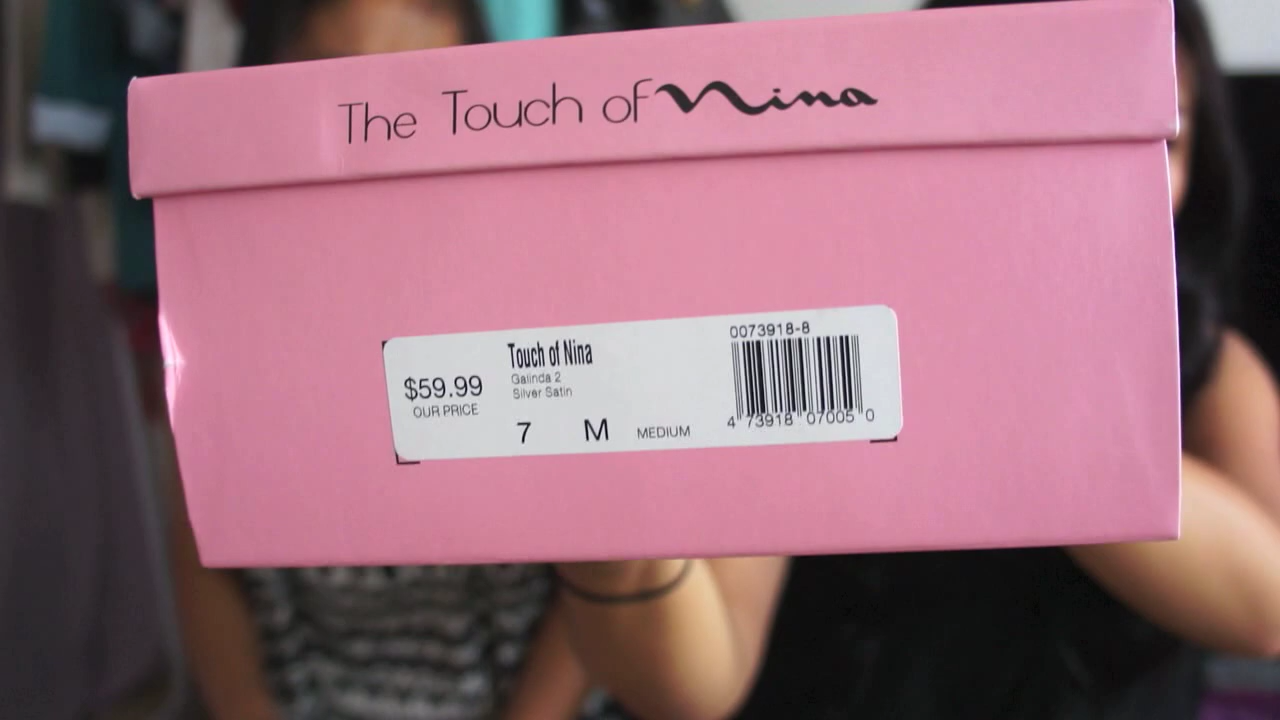 The Touch of Nina
0073918-8
Touch of Nina
Galinda 2
Silver Satin
$59.99
OUR PRICE
7 M MEDIUM
4 73918 07005 0